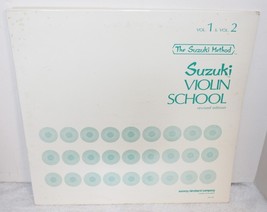 VOL. 1 & VOL. 2
The Suzuki Method
Suzuki
VIOLIN
SCHOOL